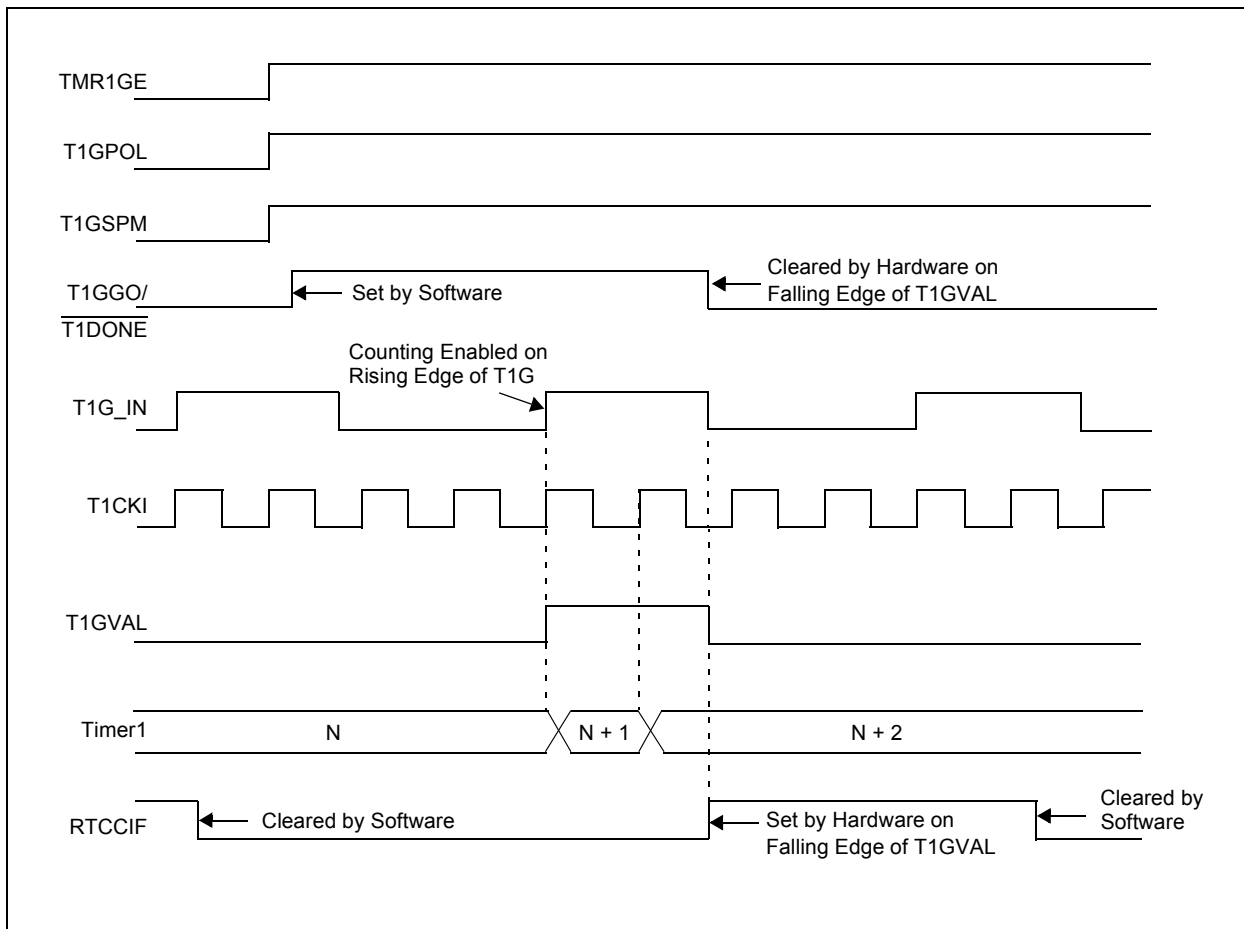 TMR1GE
T1GPOL
T1GSPM
T1GGO/
T1DONE
Set by Software
Cleared by Hardware on
Falling Edge of T1GVAL
Counting Enabled on
Rising Edge of T1G
T1G_IN
T1CKI
T1GVAL
Timer1
N
N + 1
N + 2
RTCCIF
Cleared by Software
Set by Hardware on
Falling Edge of T1GVAL
Cleared by
Software